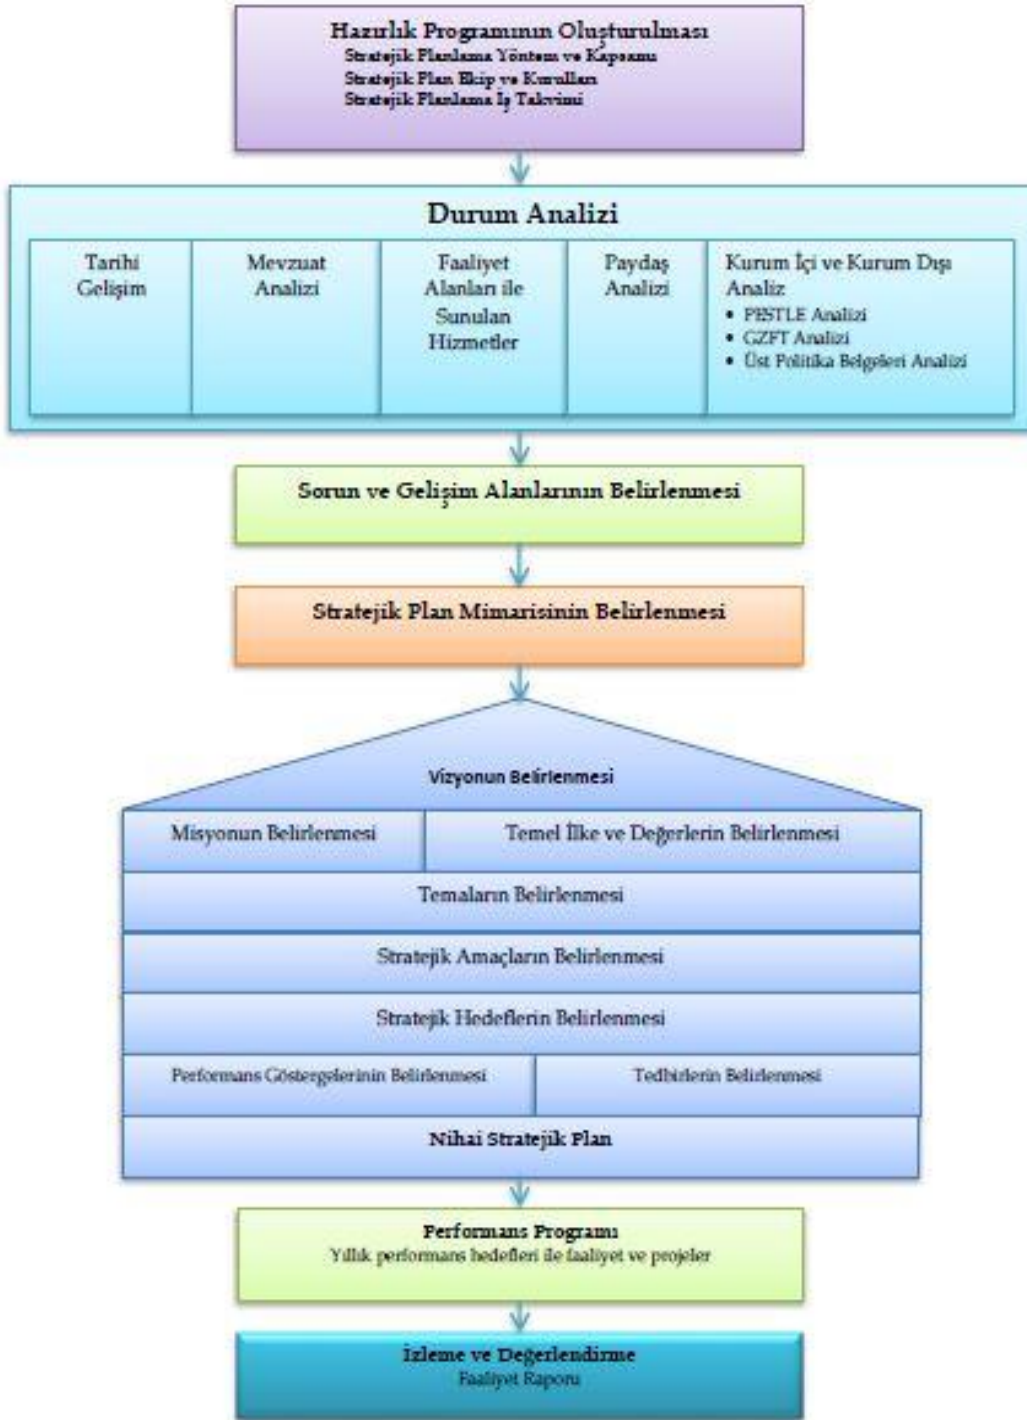 Hazırlık Programının Oluşturulması
Stratejik Planlama Yöntem ve Kapsamı
Stratejik Plan Ekip ve Kurulları
Stratejik Planlama İş Takvimi
Durum Analizi
Tarihi
Gelişim
Mevzuat
Analizi
Faaliyet
Alanları ile
Sunulan
Hizmetler
Paydaş
Analizi
Kurum İçi ve Kurum Dışı
Analiz
• PESTLE Analizi
• GZFT Analizi
• Üst Politika Belgeleri Analizi
Sorun ve Gelişim Alanlarının Belirlenmesi
Stratejik Plan Mimarisinin Belirlenmesi
Vizyonun Belirlenmesi
Misyonun Belirlenmesi
Temel İlke ve Değerlerin Belirlenmesi
Temaların Belirlenmesi
Stratejik Amaçların Belirlenmesi
Stratejik Hedeflerin Belirlenmesi
Performans Göstergelerinin Belirlenmesi
Tedbirlerin Belirlenmesi
Nihai Stratejik Plan
Performans Programı
Yıllık performans hedefleri ile faaliyet ve projeler
İzleme ve Değerlendirme
Faaliyet Raporu